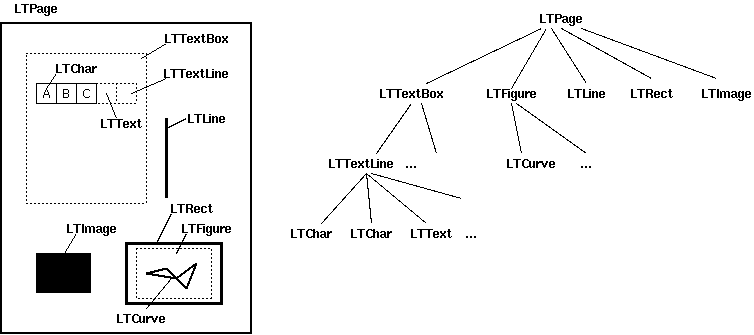 LTPage
LTTextBox
LTChar
LTTextLine
A B C
LTText
LTLine
LTRect
LTImage
LTFigure
LTCurve
LTPage
LTTextBox LTFigure LTLine LTRect LTImage
LTTextLine ... LTCurve ...
LTChar LTChar LTText ...